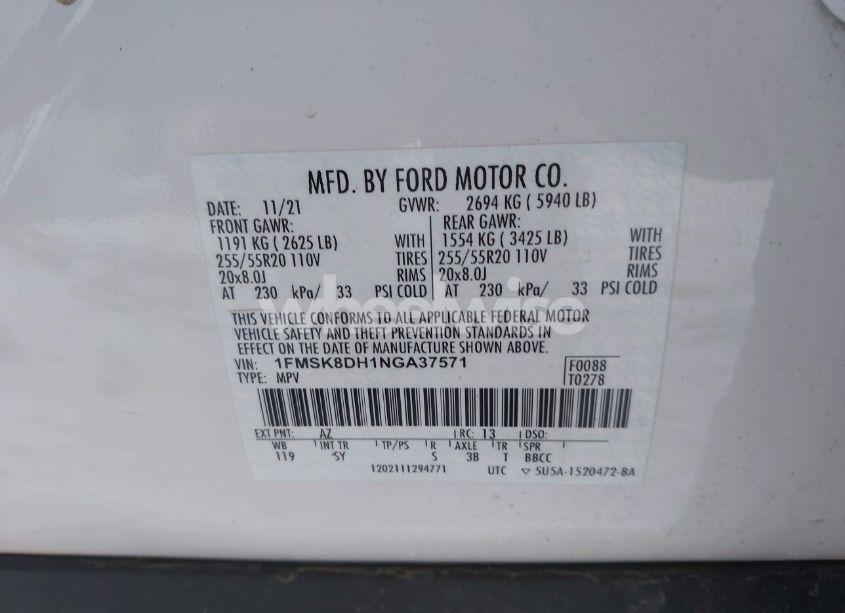 MFD. BY FORD MOTOR CO.
DATE: 11/21 GVWR: 2694 KG ( 5940 LB)
FRONT GAWR: REAR GAWR:
1191 KG ( 2625 LB) WITH 1554 KG ( 3425 LB) WITH
255/55R20 110V TIRES 255/55R20 110V TIRES
20x8.0J RIMS 20x8.0J RIMS
AT 230 kPa/ 33 PSI COLD AT 230 kPa/ 33 PSI COLD
wheelwire
THIS VEHICLE CONFORMS TO ALL APPLICABLE FEDERAL MOTOR
VEHICLE SAFETY AND THEFT PREVENTION STANDARDS IN
EFFECT ON THE DATE OF MANUFACTURE SHOWN ABOVE.
VIN: 1FMSK8DH1NGA37571 F0088
TYPE: MPV T0278
EXT PNT: AZ RC: 13 DSO:
WB INT TR TP/PS R AXLE TR SPR
119 SY S 3B T BBCC
1202111294771 UTC ▽ 5U5A-1520472-BA